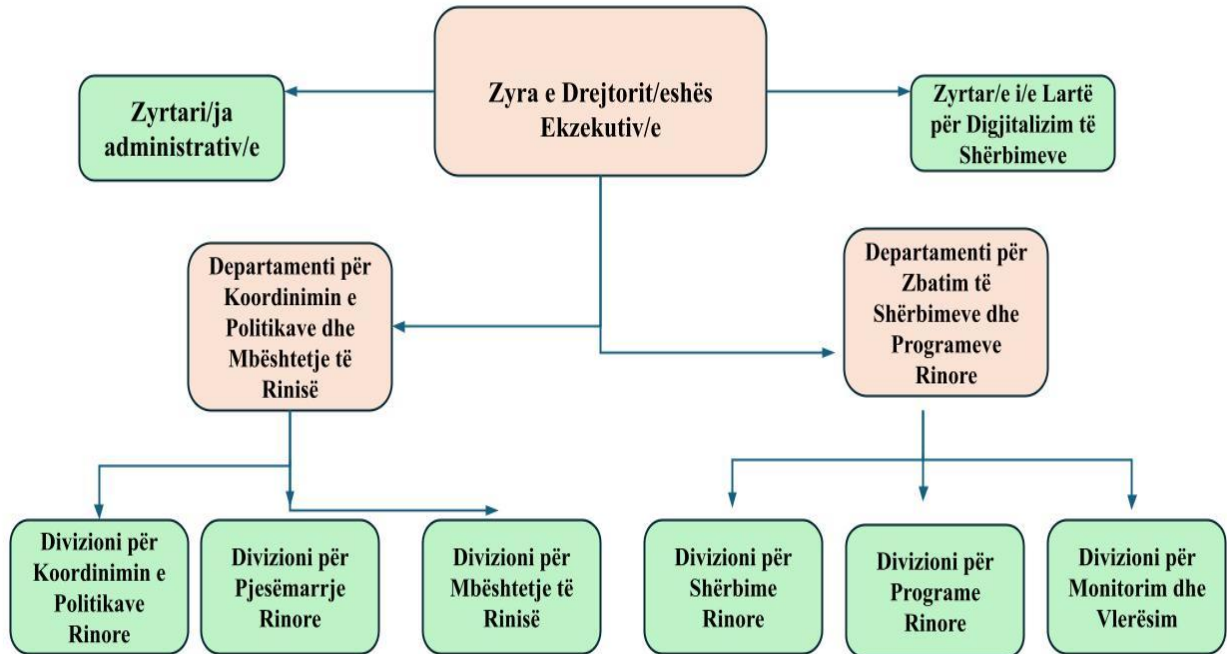 Zyra e Drejtorit/eshës
Ekzekutiv/e
Zyrtari/ja
administrativ/e
Zyrtar/e i/e Lartë
për Digjitalizim të
Shërbimeve
Departamenti për
Koordinimin e
Politikave dhe
Mbështetje të
Rinisë
Departamenti për
Zbatim të
Shërbimeve dhe
Programeve
Rinore
Divizioni për
Koordinimin e
Politikave
Rinore
Divizioni për
Pjesëmarrje
Rinore
Divizioni për
Mbështetje të
Rinisë
Divizioni për
Shërbime
Rinore
Divizioni për
Programe
Rinore
Divizioni për
Monitorim dhe
Vlerësim